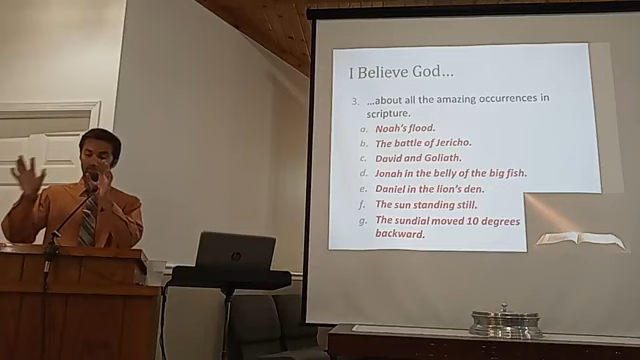 I Believe God...
3. ...about all the amazing occurrences in
scripture.
a. Noah's flood.
b. The battle of Jericho.
c. David and Goliath.
d. Jonah in the belly of the big fish.
e. Daniel in the lion's den.
f. The sun standing still.
g. The sundial moved 10 degrees
backward.
hp